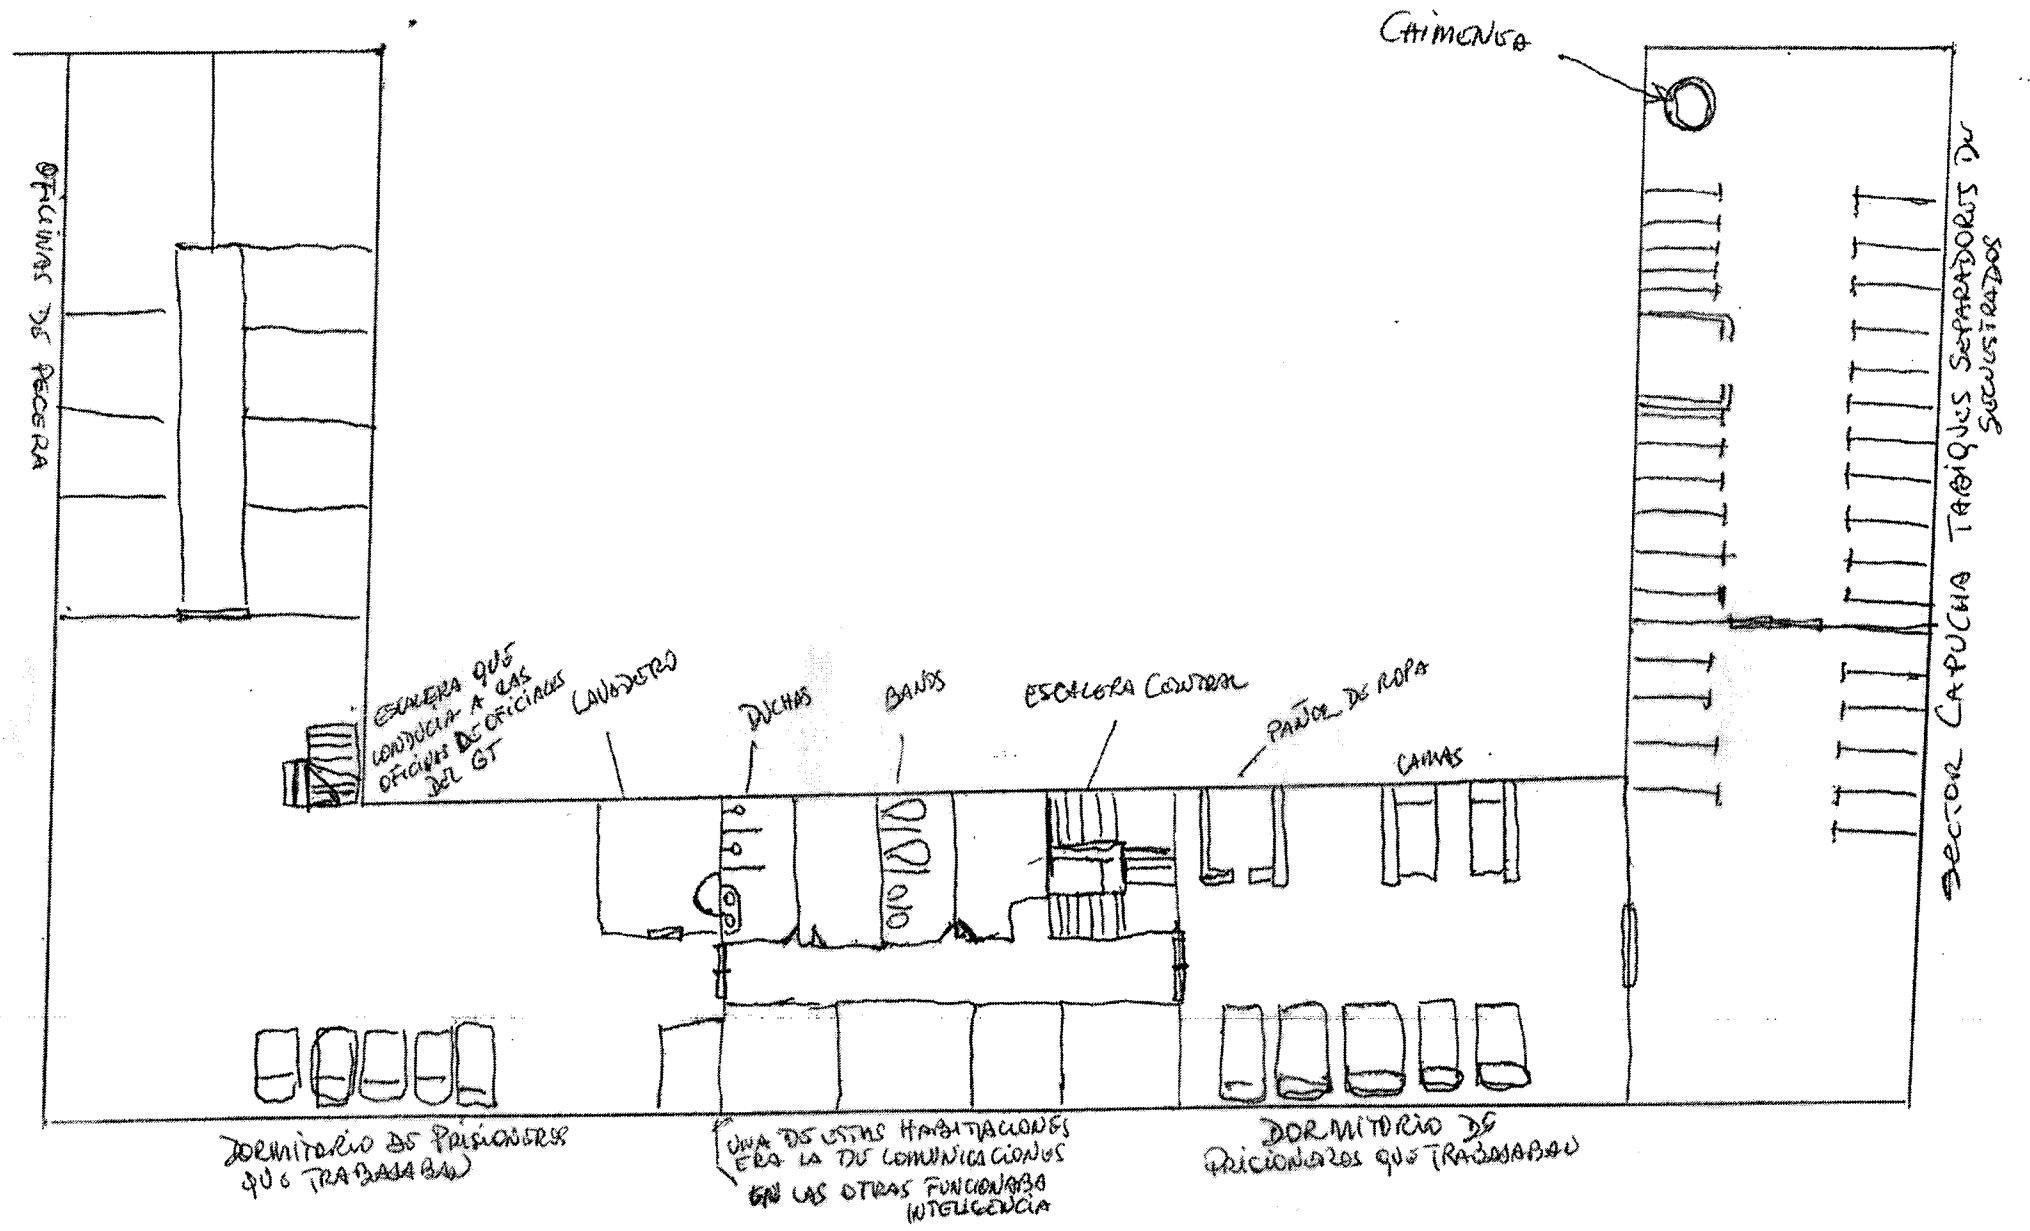 CHIMENEA
OFICINAS DE PECERA
SECTOR CAPUCHA TABIQUES SEPARADORES DE
SECUESTRADOS
ESCALERA QUE
CONDUCIA A LAS
OFICINAS DE OFICIALES
DEL GT
LAVADERO
DUCHAS
BAÑOS
ESCALERA CENTRAL
PAÑOL DE ROPA
CAMAS
DORMITORIO DE PRISIONEROS
QUE TRABAJABAN
UNA DE ESTAS HABITACIONES
ERA LA DE COMUNICACIONES
EN LAS OTRAS FUNCIONABA
INTELIGENCIA
DORMITORIO DE
PRICIONEROS QUE TRABAJABAN